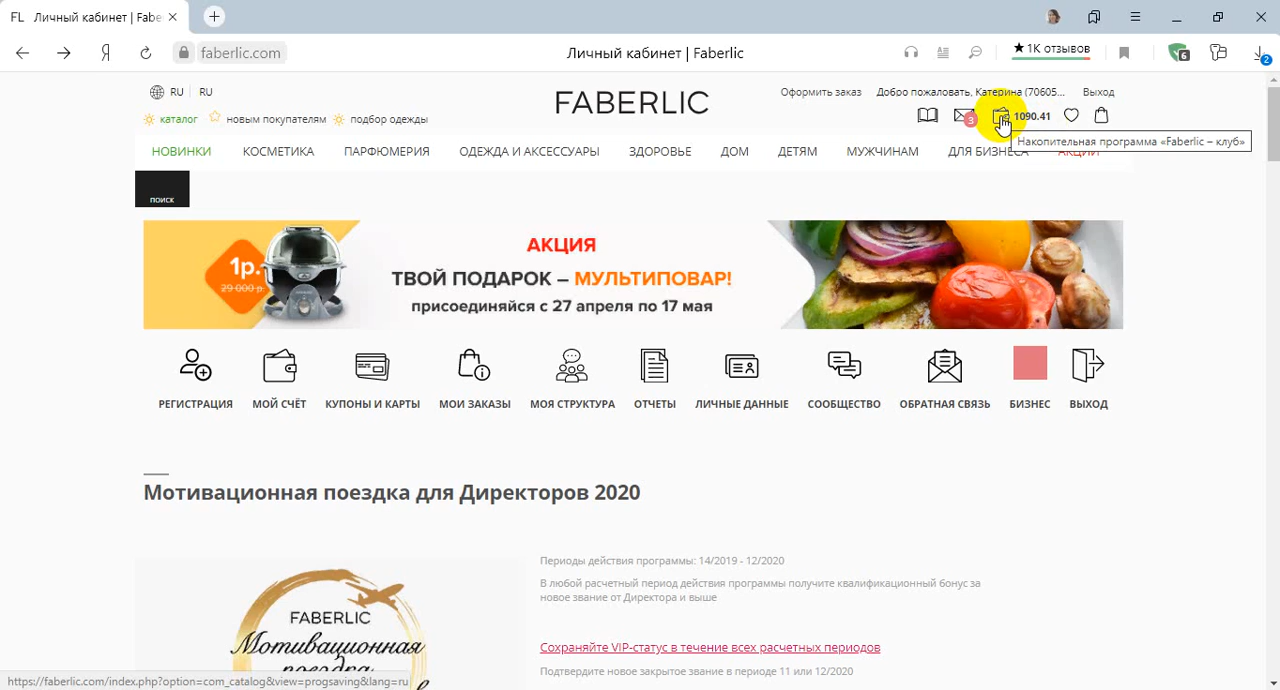 FL Личный кабинет | Fabe
faberlic.com
Личный кабинет | Faberlic
★ 1К отзывов
6
2
RU RU
FABERLIC
Оформить заказ Добро пожаловать, Катерина (70605... Выход
каталог новым покупателям подбор одежды
3 1090.41
Накопительная программа «Faberlic – клуб»
НОВИНКИ КОСМЕТИКА ПАРФЮМЕРИЯ ОДЕЖДА И АКСЕССУАРЫ ЗДОРОВЬЕ ДОМ ДЕТЯМ МУЖЧИНАМ ДЛЯ БИЗНЕСА АКЦИИ
ПОИСК
1р.
29 000 р.
АКЦИЯ
ТВОЙ ПОДАРОК – МУЛЬТИПОВАР!
присоединяйся с 27 апреля по 17 мая
РЕГИСТРАЦИЯ МОЙ СЧЁТ КУПОНЫ И КАРТЫ МОИ ЗАКАЗЫ МОЯ СТРУКТУРА ОТЧЕТЫ ЛИЧНЫЕ ДАННЫЕ СООБЩЕСТВО ОБРАТНАЯ СВЯЗЬ БИЗНЕС ВЫХОД
Мотивационная поездка для Директоров 2020
Периоды действия программы: 14/2019 - 12/2020
В любой расчетный период действия программы получите квалификационный бонус за
новое звание от Директора и выше
FABERLIC
Мотивационная
поездка
Сохраняйте VIP-статус в течение всех расчетных периодов
Подтвердите новое закрытое звание в периоде 11 или 12/2020
https://faberlic.com/index.php?option=com_catalog&view=progsaving&lang=ru